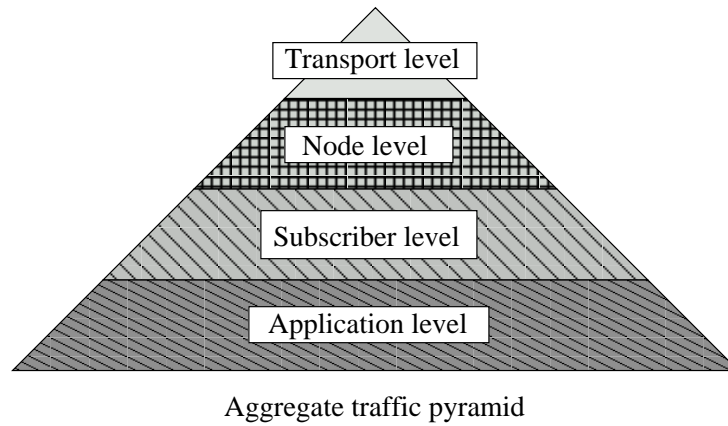 Transport level
Node level
Subscriber level
Application level
Aggregate traffic pyramid